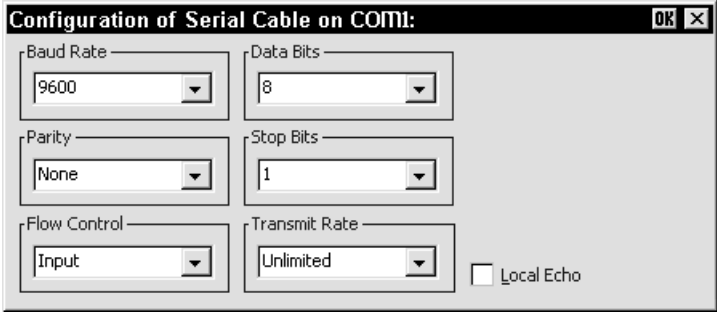 Configuration of Serial Cable on COM1:
OK
Baud Rate
Data Bits
9600
8
Parity
Stop Bits
None
1
Flow Control
Transmit Rate
Input
Unlimited
Local Echo